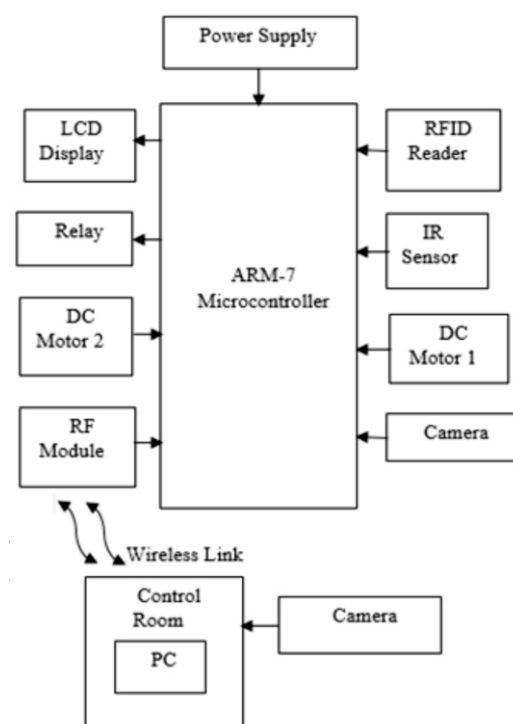 Power Supply
LCD
Display
RFID
Reader
Relay
IR
Sensor
ARM-7
Microcontroller
DC
Motor 2
DC
Motor 1
RF
Module
Camera
Wireless Link
Control
Room
PC
Camera